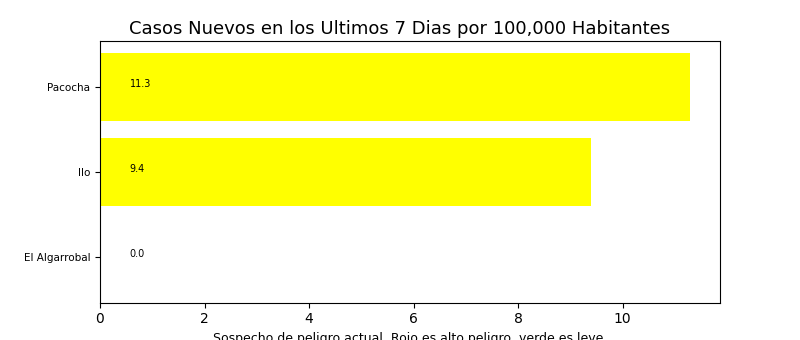 Casos Nuevos en los Ultimos 7 Dias por 100,000 Habitantes
Pacocha 11.3
Ilo 9.4
El Algarrobal 0.0
0 2 4 6 8 10
Sospecho de peligro actual. Rojo es alto peligro, verde es leve